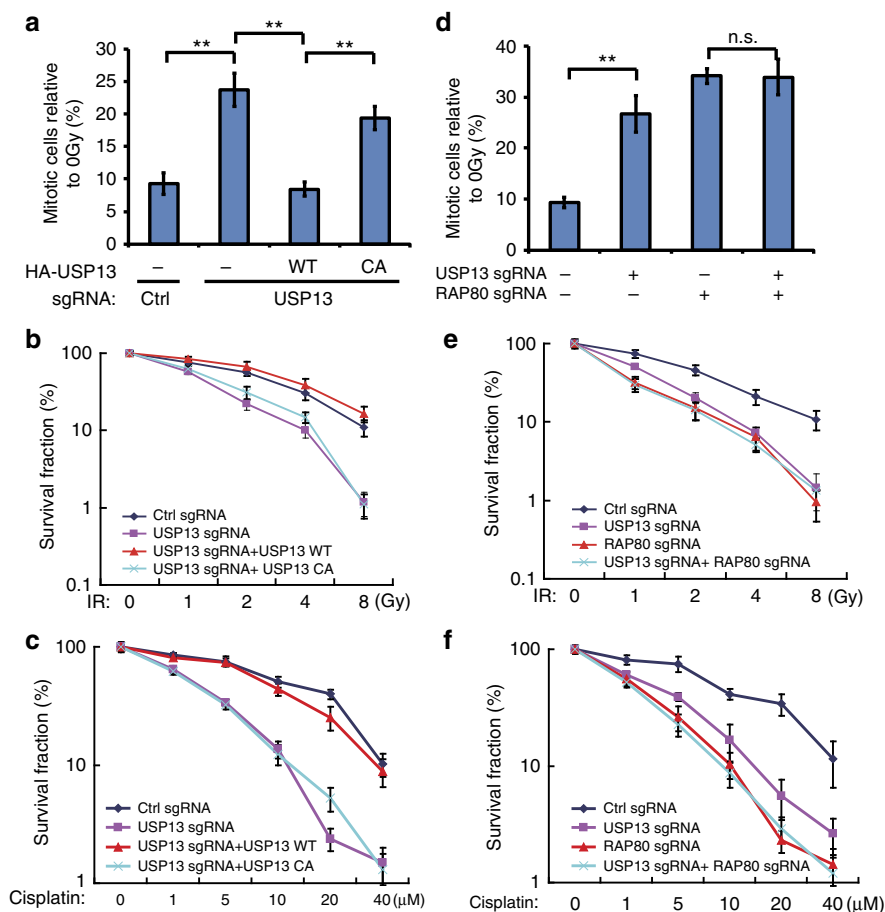 a
**
**
**
Mitotic cells relative
to 0Gy (%)
30
25
20
15
10
5
0
HA-USP13 – – WT CA
sgRNA: Ctrl USP13
d
**
n.s.
Mitotic cells relative
to 0Gy (%)
40
30
20
10
0
USP13 sgRNA – + – +
RAP80 sgRNA – – + +
b
Survival fraction (%)
100
10
1
0.1
Ctrl sgRNA
USP13 sgRNA
USP13 sgRNA+USP13 WT
USP13 sgRNA+ USP13 CA
IR: 0 1 2 4 8 (Gy)
e
Survival fraction (%)
100
10
1
0.1
Ctrl sgRNA
USP13 sgRNA
RAP80 sgRNA
USP13 sgRNA+ RAP80 sgRNA
IR: 0 1 2 4 8 (Gy)
c
Survival fraction (%)
100
10
1
Ctrl sgRNA
USP13 sgRNA
USP13 sgRNA+USP13 WT
USP13 sgRNA+USP13 CA
Cisplatin: 0 1 5 10 20 40 (μM)
f
Survival fraction (%)
100
10
1
Ctrl sgRNA
USP13 sgRNA
RAP80 sgRNA
USP13 sgRNA+ RAP80 sgRNA
Cisplatin: 0 1 5 10 20 40 (μM)